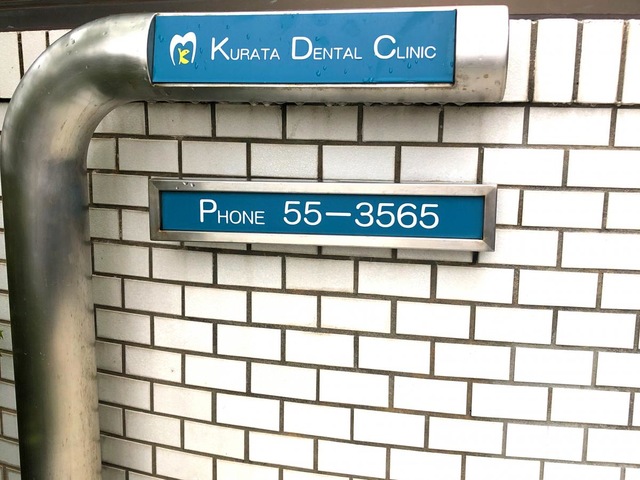 K KURATA DENTAL CLINIC
PHONE 55-3565